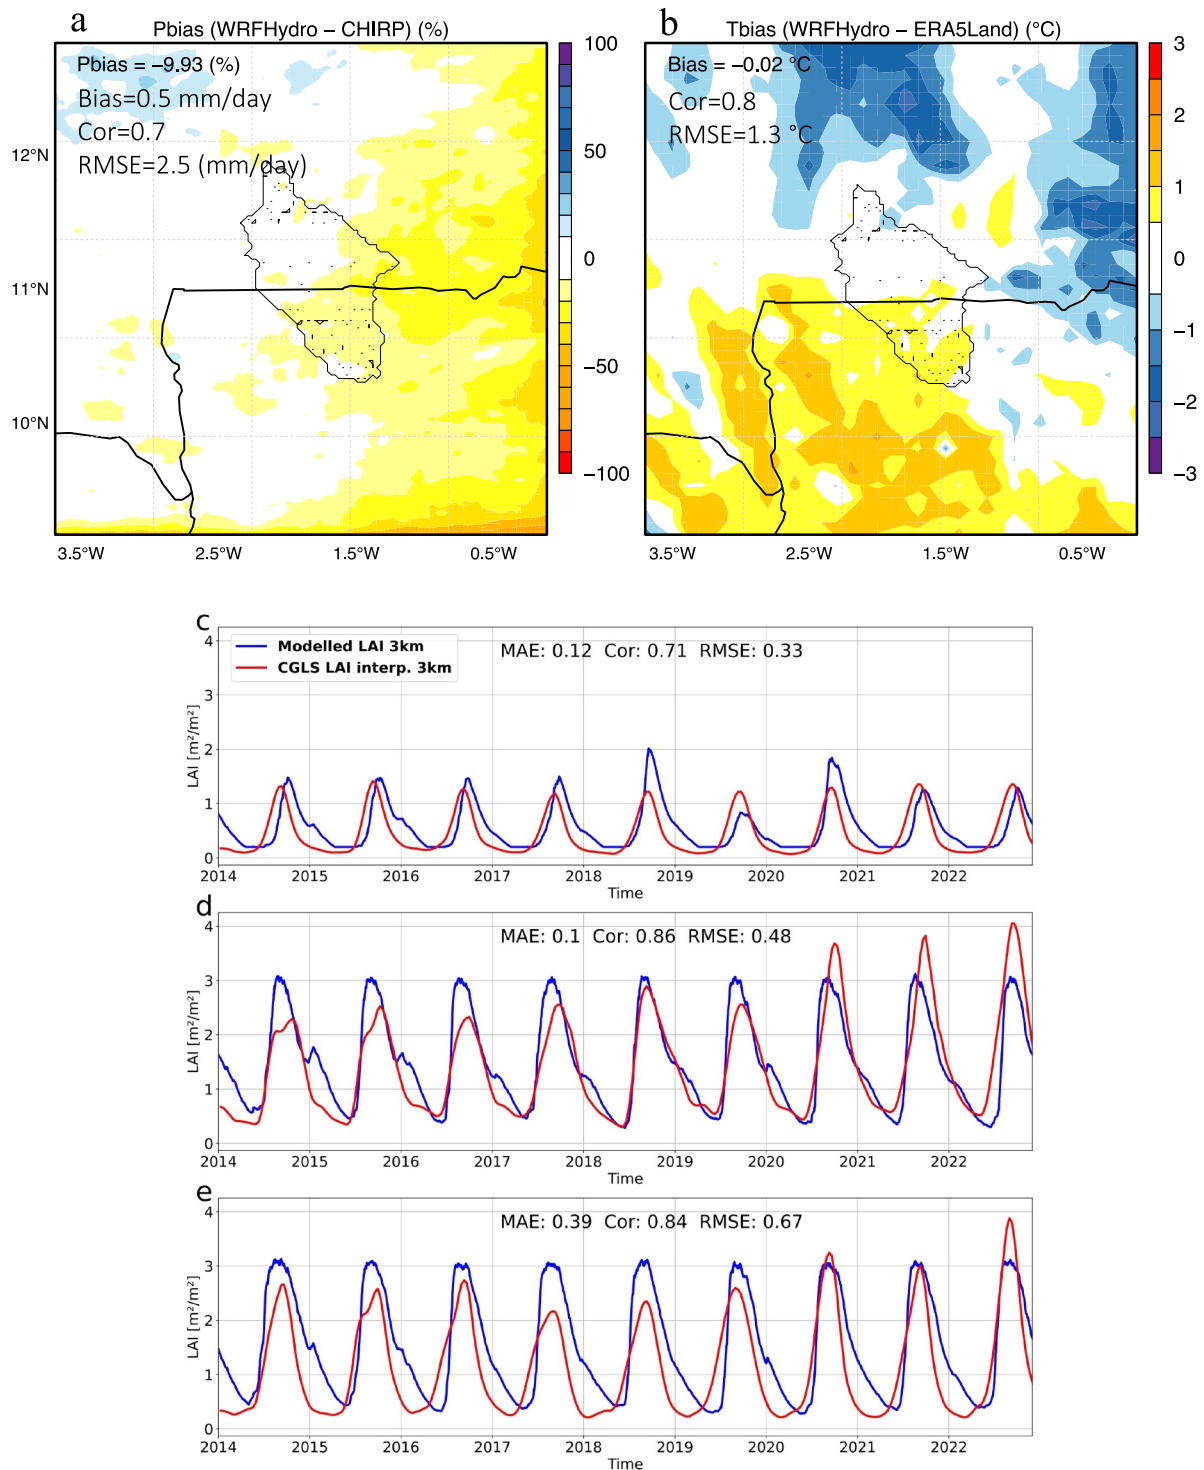 a
Pbias (WRFHydro − CHIRP) (%)
Pbias = −9.93 (%)
Bias=0.5 mm/day
Cor=0.7
RMSE=2.5 (mm/day)
12°N
11°N
10°N
3.5°W 2.5°W 1.5°W 0.5°W
100
50
0
−50
−100
b
Tbias (WRFHydro − ERA5Land) (°C)
Bias = −0.02 °C
Cor=0.8
RMSE=1.3 °C
3.5°W 2.5°W 1.5°W 0.5°W
3
2
1
0
−1
−2
−3
c
Modelled LAI 3km
CGLS LAI interp. 3km
MAE: 0.12 Cor: 0.71 RMSE: 0.33
LAI [m²/m²]
4
3
2
1
0
2014 2015 2016 2017 2018 2019 2020 2021 2022
Time
d
MAE: 0.1 Cor: 0.86 RMSE: 0.48
LAI [m²/m²]
4
3
2
1
0
2014 2015 2016 2017 2018 2019 2020 2021 2022
Time
e
MAE: 0.39 Cor: 0.84 RMSE: 0.67
LAI [m²/m²]
4
3
2
1
0
2014 2015 2016 2017 2018 2019 2020 2021 2022
Time